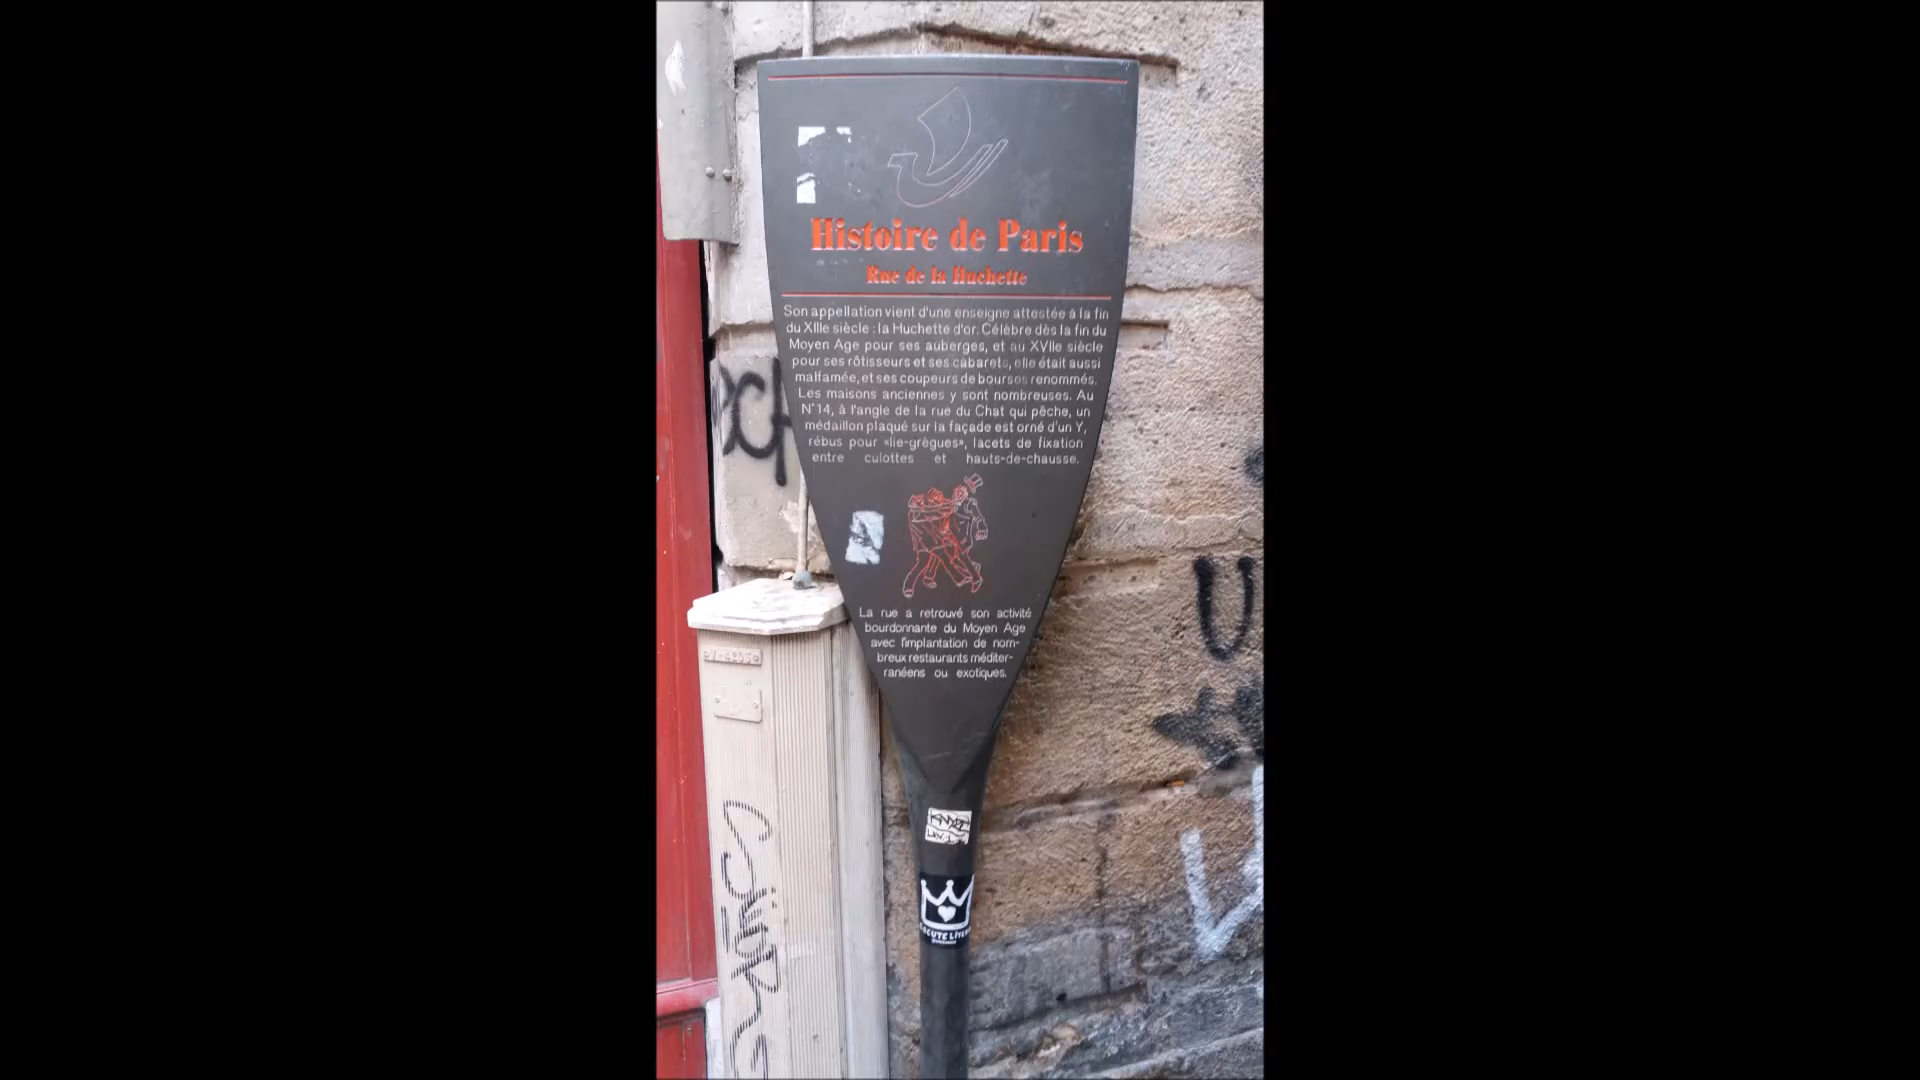 Histoire de Paris
Rue de la Huchette
Son appellation vient d'une enseigne attestée à la fin
du XIIIe siècle : la Huchette d'or. Célèbre dès la fin du
Moyen Age pour ses auberges, et au XVIIe siècle
pour ses rôtisseurs et ses cabarets, elle était aussi
malfamée, et ses coupeurs de bourses renommés.
Les maisons anciennes y sont nombreuses. Au
N°14, à l'angle de la rue du Chat qui pêche, un
médaillon plaqué sur la façade est orné d'un Y,
rébus pour «lie-grègues», lacets de fixation
entre culottes et hauts-de-chausse.
La rue a retrouvé son activité
bourdonnante du Moyen Age
avec l'implantation de nom-
breux restaurants méditer-
ranéens ou exotiques.
U